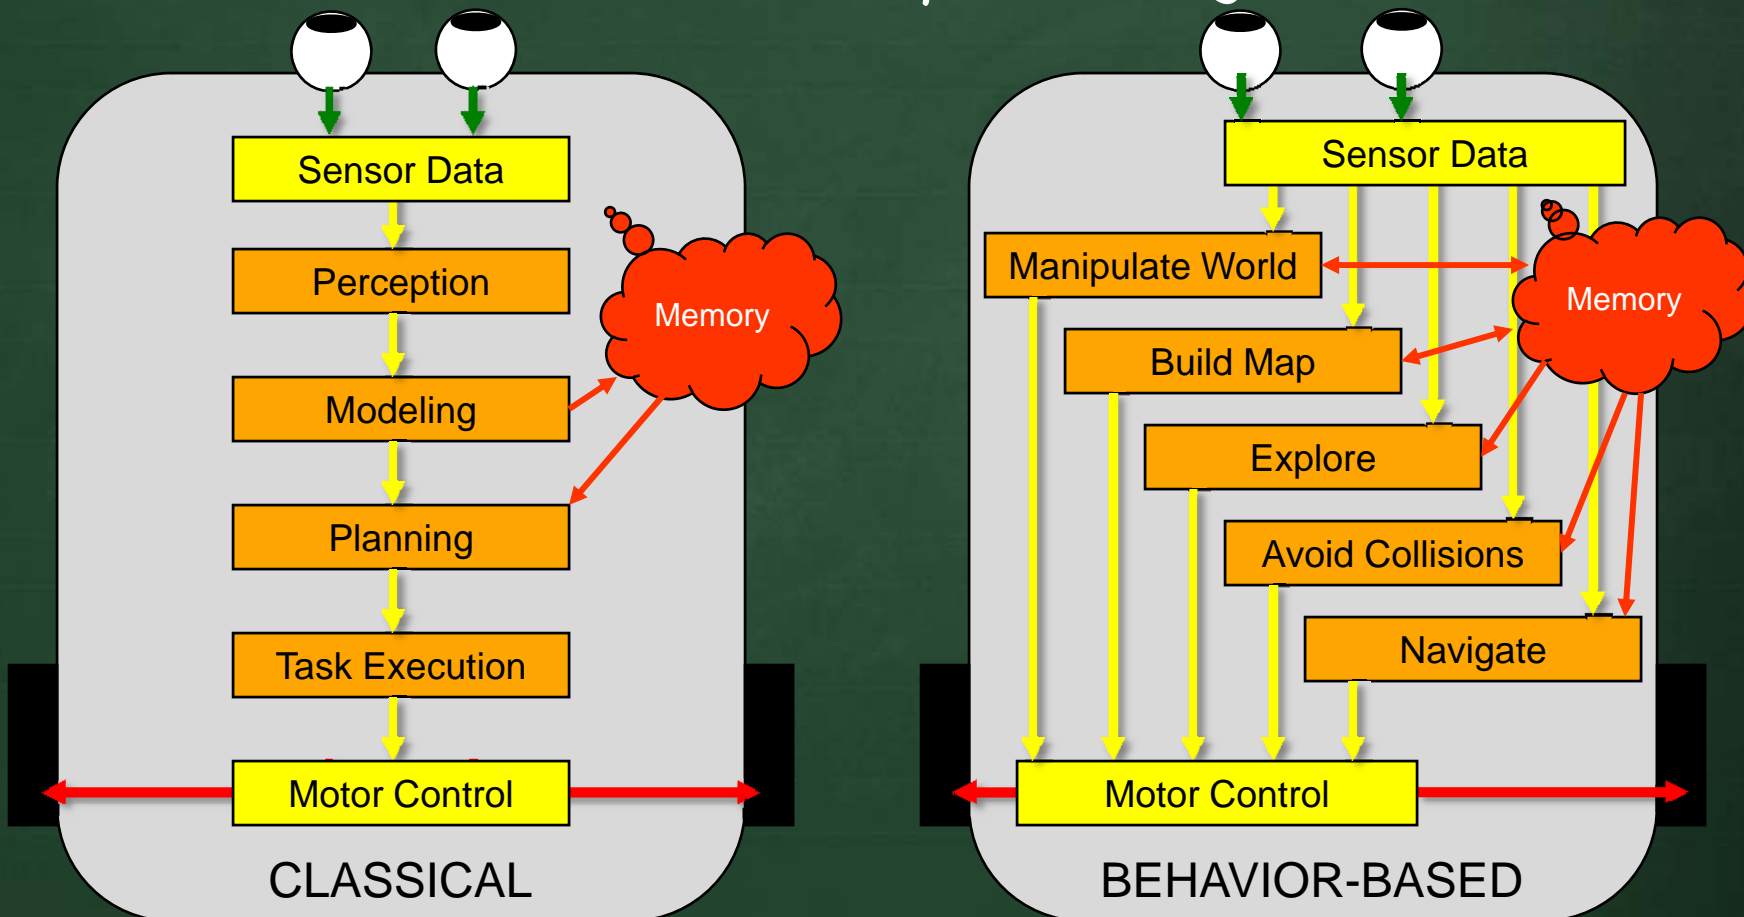 Sensor Data
Perception
Memory
Modeling
Planning
Task Execution
Motor Control
CLASSICAL
Sensor Data
Manipulate World
Memory
Build Map
Explore
Avoid Collisions
Navigate
Motor Control
BEHAVIOR-BASED